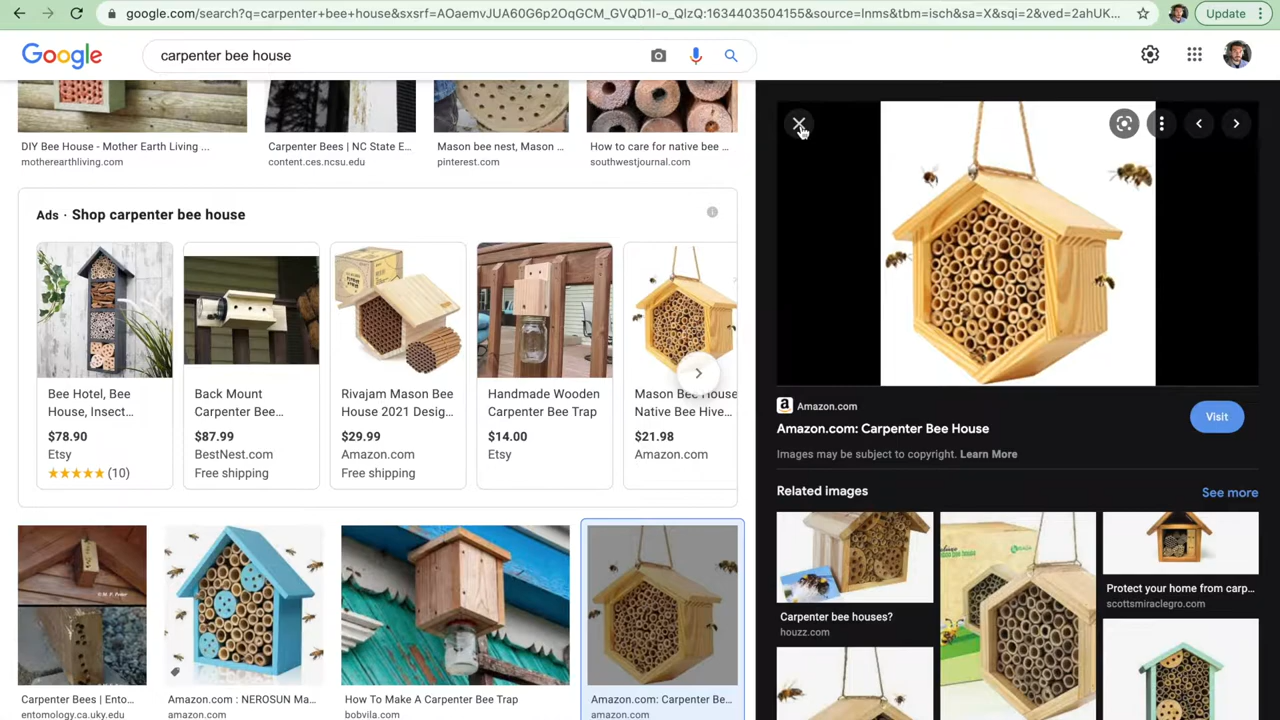 google.com/search?q=carpenter+bee+house&sxsrf=AOaemvJUA60G6p2OqGCM_GVQD1I-o_QIzQ:1634403504155&source=lnms&tbm=isch&sa=X&sqi=2&ved=2ahUK...
Update
Google
carpenter bee house
DIY Bee House - Mother Earth Living ...
motherearthliving.com
Carpenter Bees | NC State E...
content.ces.ncsu.edu
Mason bee nest, Mason ...
pinterest.com
How to care for native bee ...
southwestjournal.com
Ads · Shop carpenter bee house
Bee Hotel, Bee
House, Insect...
$78.90
Etsy
(10)
Back Mount
Carpenter Bee...
$87.99
BestNest.com
Free shipping
Rivajam Mason Bee
House 2021 Desig...
$29.99
Amazon.com
Free shipping
Handmade Wooden
Carpenter Bee Trap
$14.00
Etsy
Mason Bee House
Native Bee Hive...
$21.98
Amazon.com
Carpenter Bees | Ento...
entomology.ca.uky.edu
Amazon.com : NEROSUN Ma...
amazon.com
How To Make A Carpenter Bee Trap
bobvila.com
Amazon.com: Carpenter Be...
amazon.com
Amazon.com
Amazon.com: Carpenter Bee House
Visit
Images may be subject to copyright. Learn More
Related images
See more
Carpenter bee houses?
houzz.com
Protect your home from carp...
scottsmiraclegro.com